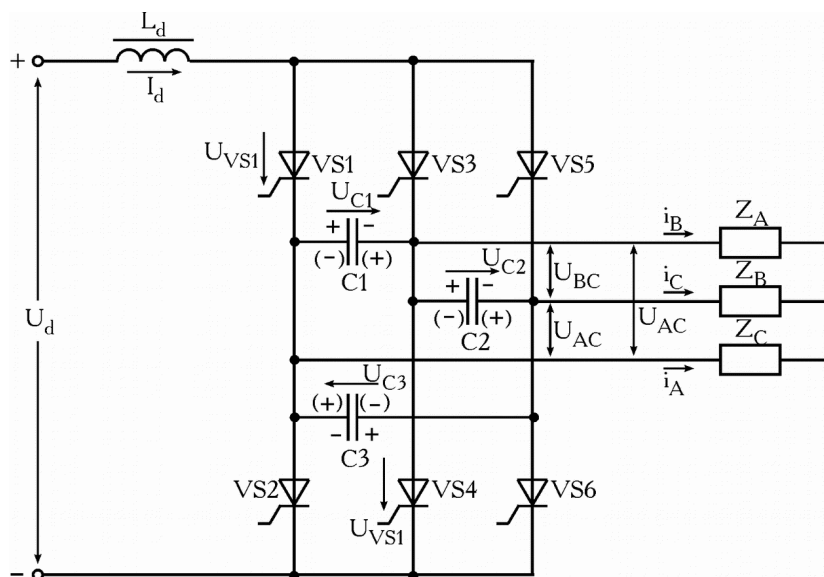 L_d
+
I_d
U_VS1
VS1
VS3
VS5
U_C1
+ -
(-) (+)
C1
i_B
Z_A
U_C2
+ -
(-) (+)
C2
U_BC
i_C
Z_B
U_d
U_AC
U_AC
Z_C
i_A
U_C3
(+) (-)
- +
C3
VS2
VS4
VS6
U_VS1
-